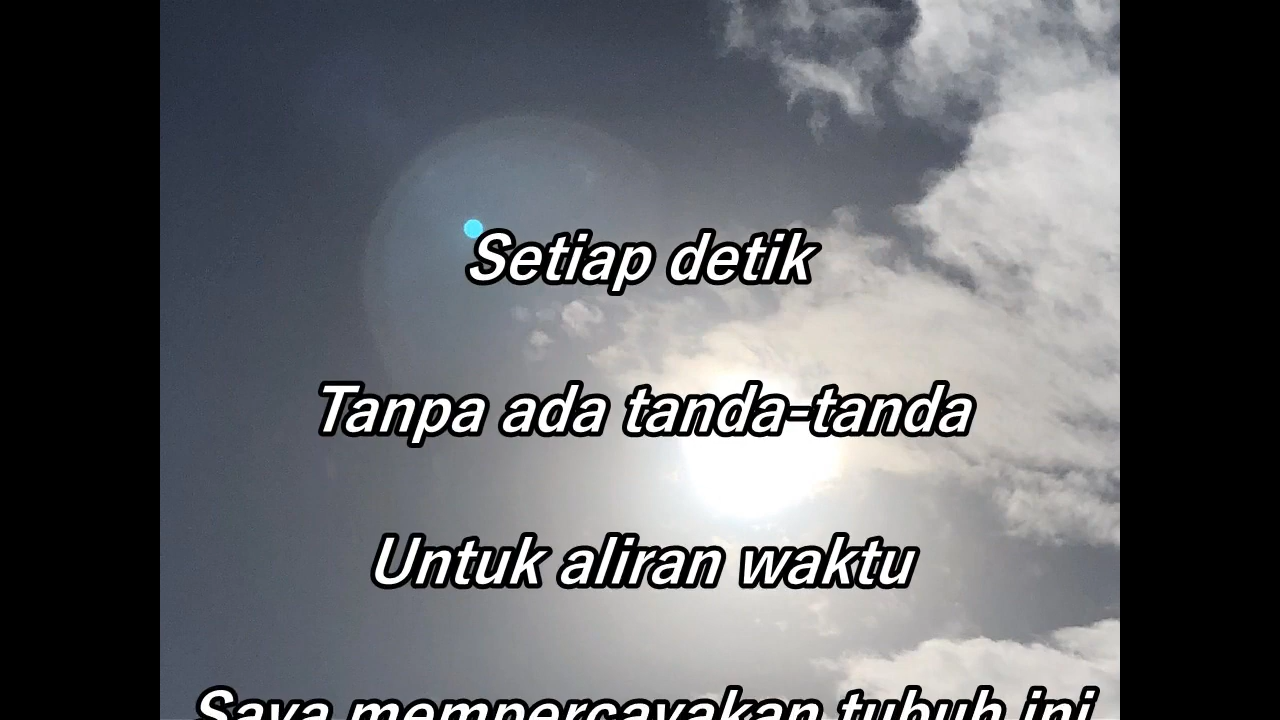 Setiap detik
Tanpa ada tanda-tanda
Untuk aliran waktu
Saya mempercayakan tubuh ini